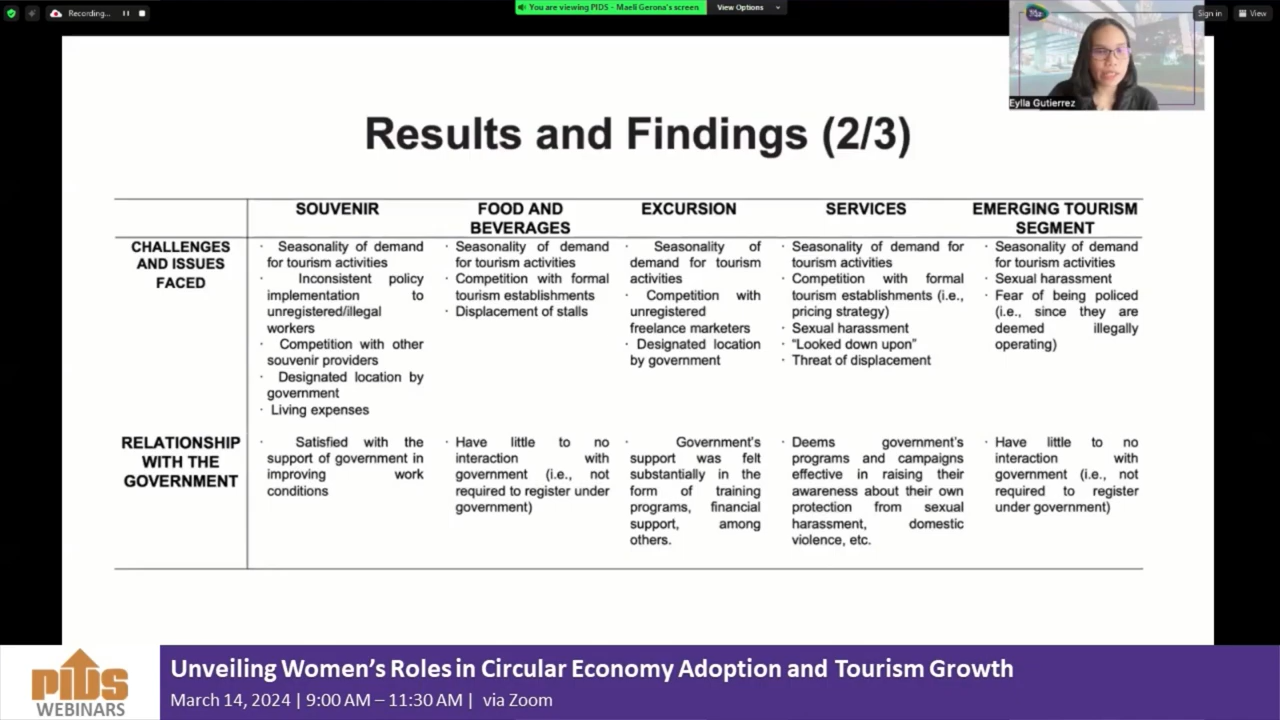 Recording...
You are viewing PIDS - Maeli Gerona's screen
View Options
Sign in
View
Eylla Gutierrez
Results and Findings (2/3)
SOUVENIR
FOOD AND
BEVERAGES
EXCURSION
SERVICES
EMERGING TOURISM
SEGMENT
CHALLENGES
AND ISSUES
FACED
· Seasonality of demand
for tourism activities
· Inconsistent policy
implementation to
unregistered/illegal
workers
· Competition with other
souvenir providers
· Designated location by
government
· Living expenses
· Seasonality of demand
for tourism activities
· Competition with formal
tourism establishments
· Displacement of stalls
· Seasonality of
demand for tourism
activities
· Competition with
unregistered
freelance marketers
· Designated location
by government
· Seasonality of demand for
tourism activities
· Competition with formal
tourism establishments (i.e.,
pricing strategy)
· Sexual harassment
· “Looked down upon”
· Threat of displacement
· Seasonality of demand
for tourism activities
· Sexual harassment
· Fear of being policed
(i.e., since they are
deemed illegally
operating)
RELATIONSHIP
WITH THE
GOVERNMENT
· Satisfied with the
support of government in
improving work
conditions
· Have little to no
interaction with
government (i.e., not
required to register under
government)
· Government’s
support was felt
substantially in the
form of training
programs, financial
support, among
others.
· Deems government’s
programs and campaigns
effective in raising their
awareness about their own
protection from sexual
harassment, domestic
violence, etc.
· Have little to no
interaction with
government (i.e., not
required to register
under government)
PIDS
WEBINARS
Unveiling Women’s Roles in Circular Economy Adoption and Tourism Growth
March 14, 2024 | 9:00 AM – 11:30 AM | via Zoom